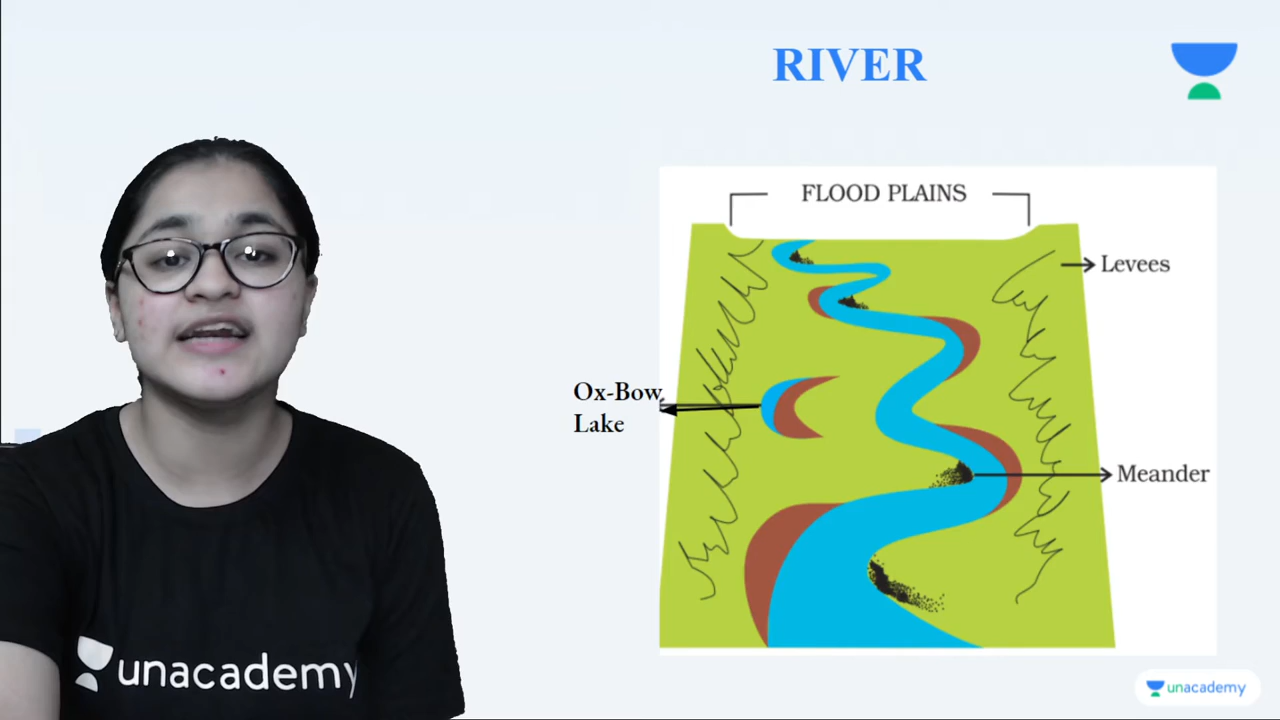 RIVER
FLOOD PLAINS
Levees
Ox-Bow
Lake
Meander
unacademy
unacademy